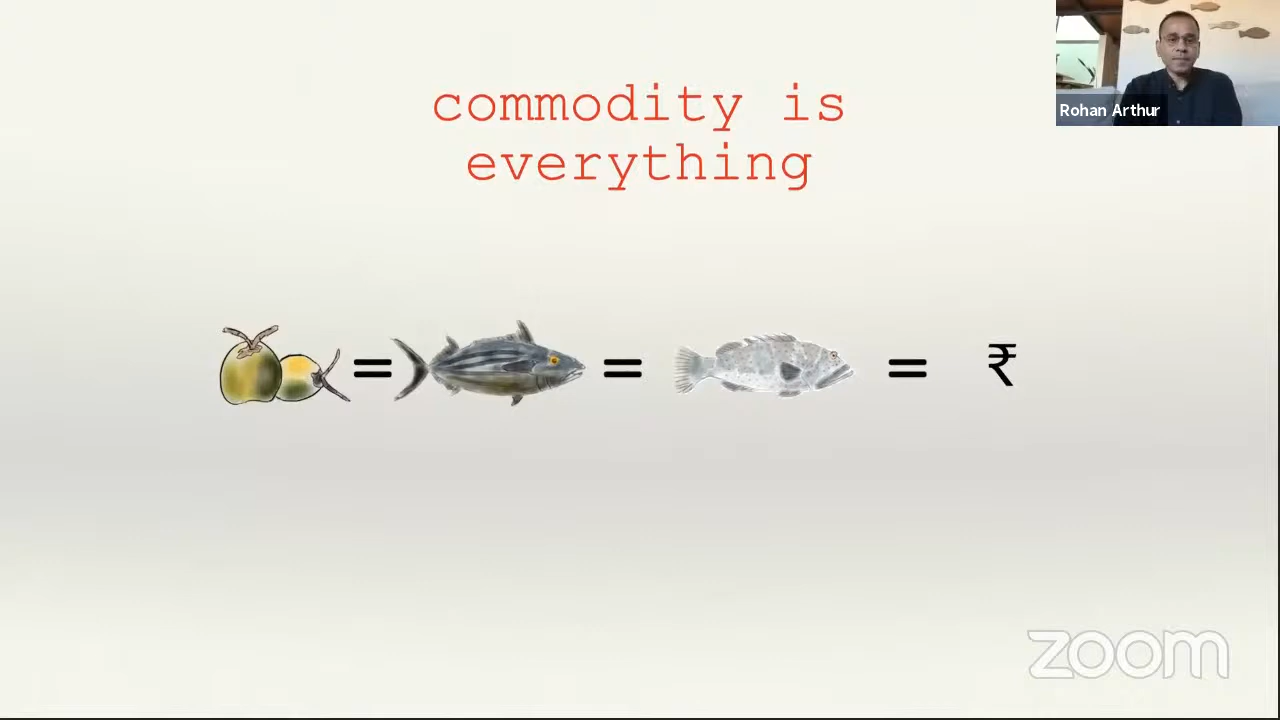 commodity is
everything
= = = ₹
Rohan Arthur
zoom